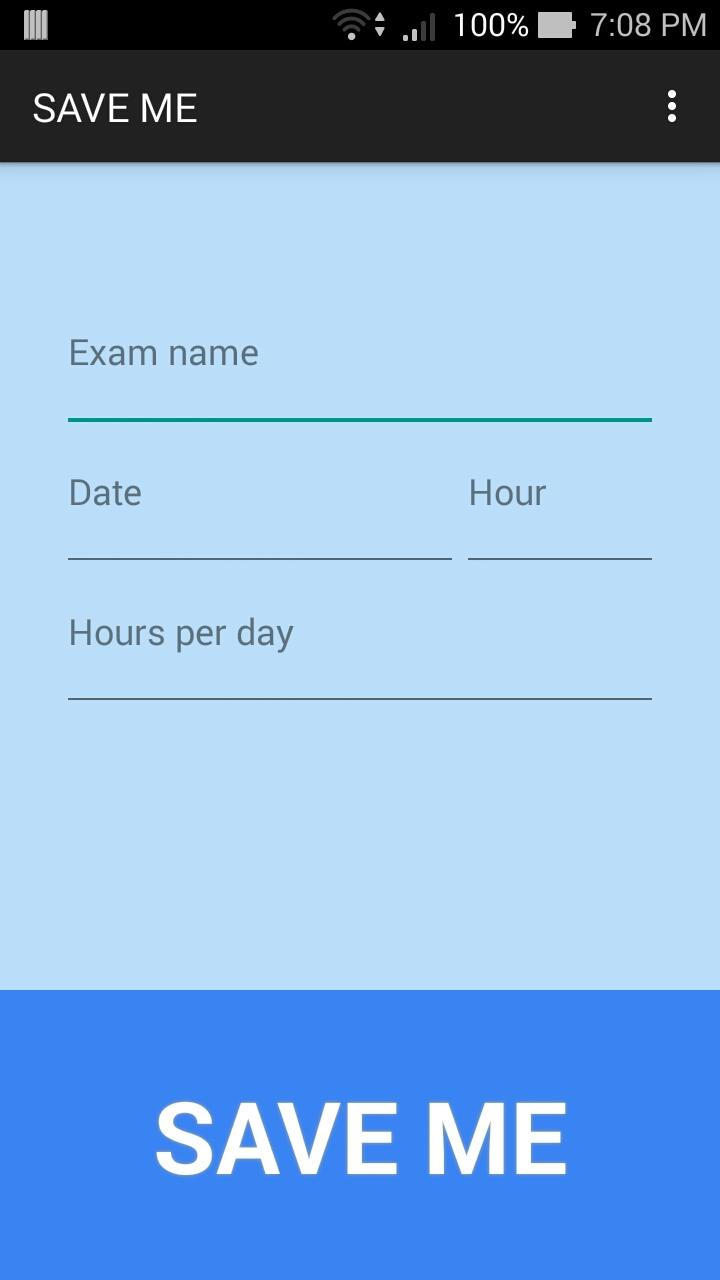 100% 7:08 PM
SAVE ME
Exam name
Date Hour
Hours per day
SAVE ME